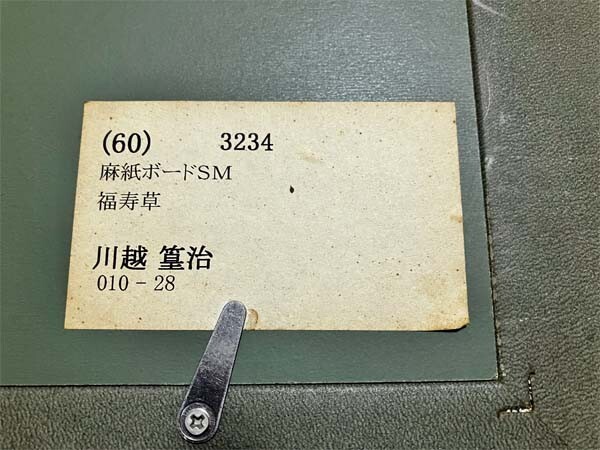 (60) 3234
麻紙ボードSM
福寿草
川越 篁治
010－28